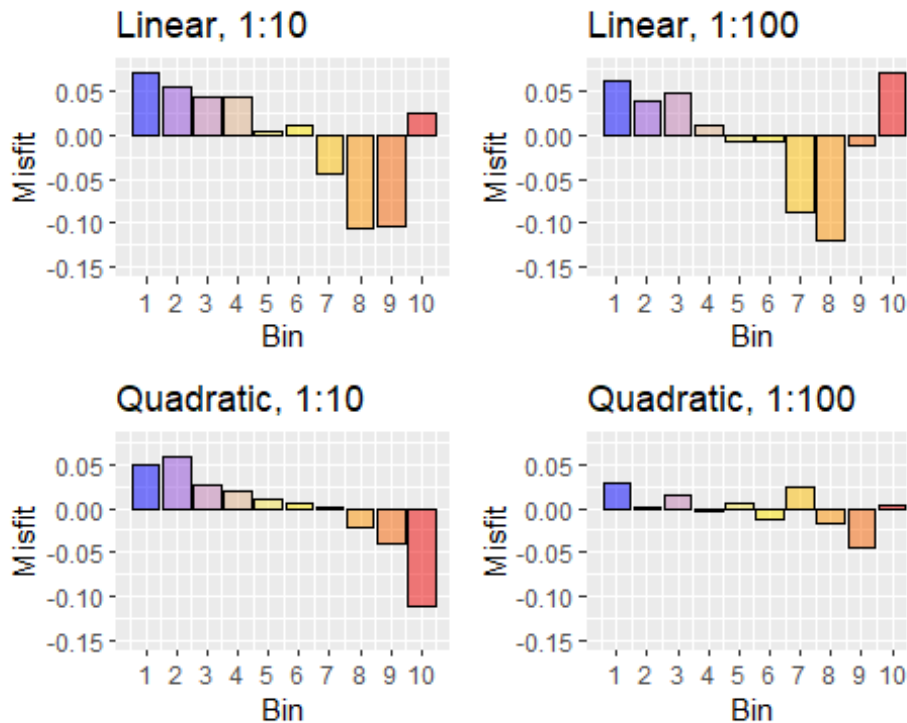 Linear, 1:10
Misfit
0.05
0.00
-0.05
-0.10
-0.15
1 2 3 4 5 6 7 8 9 10
Bin
Linear, 1:100
Misfit
0.05
0.00
-0.05
-0.10
-0.15
1 2 3 4 5 6 7 8 9 10
Bin
Quadratic, 1:10
Misfit
0.05
0.00
-0.05
-0.10
-0.15
1 2 3 4 5 6 7 8 9 10
Bin
Quadratic, 1:100
Misfit
0.05
0.00
-0.05
-0.10
-0.15
1 2 3 4 5 6 7 8 9 10
Bin